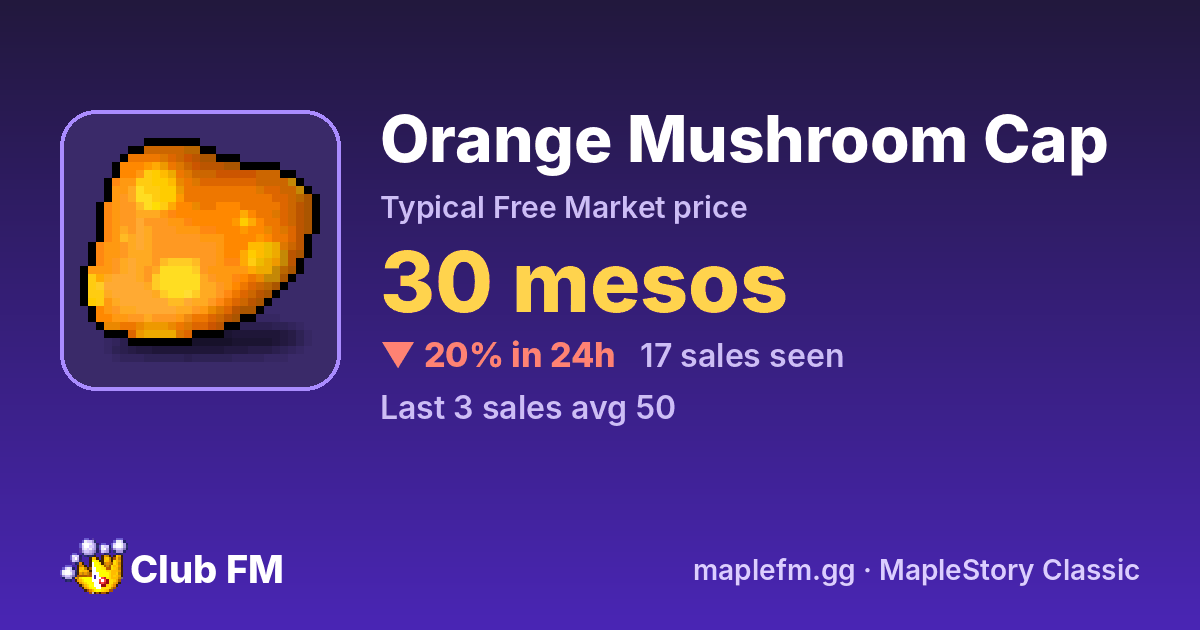 Orange Mushroom Cap
Typical Free Market price
30 mesos
▼ 20% in 24h 17 sales seen
Last 3 sales avg 50
Club FM
maplefm.gg · MapleStory Classic